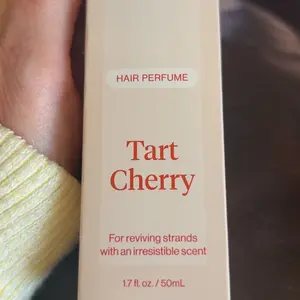 HAIR PERFUME
Tart
Cherry
For reviving strands
with an irresistible scent
1.7 fl. oz. / 50mL